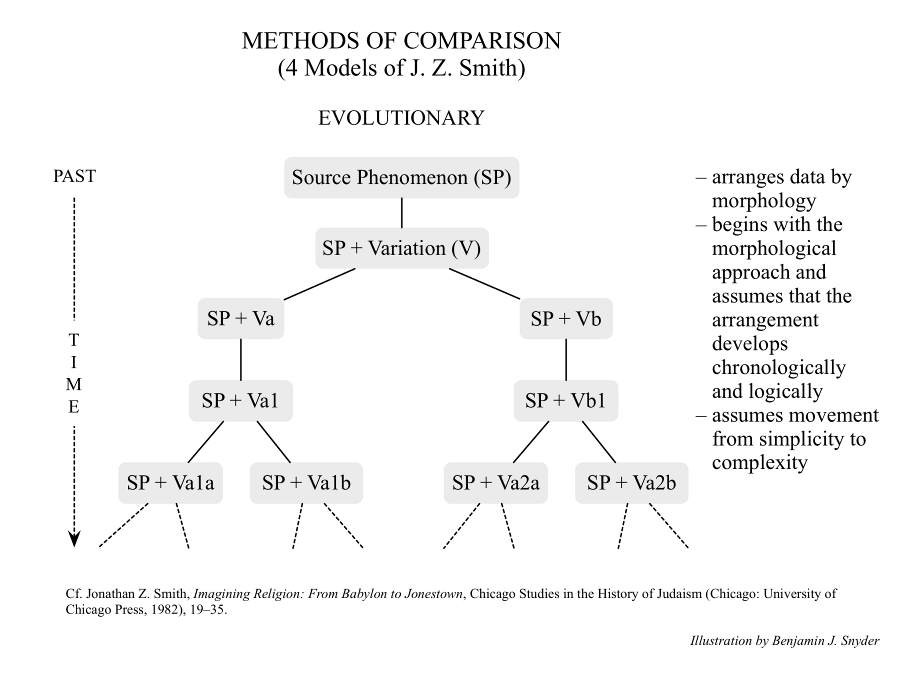 METHODS OF COMPARISON
(4 Models of J. Z. Smith)
EVOLUTIONARY
PAST
T
I
M
E
Source Phenomenon (SP)
SP + Variation (V)
SP + Va
SP + Vb
SP + Va1
SP + Vb1
SP + Va1a
SP + Va1b
SP + Va2a
SP + Va2b
– arranges data by
morphology
– begins with the
morphological
approach and
assumes that the
arrangement
develops
chronologically
and logically
– assumes movement
from simplicity to
complexity
Cf. Jonathan Z. Smith, Imagining Religion: From Babylon to Jonestown, Chicago Studies in the History of Judaism (Chicago: University of
Chicago Press, 1982), 19–35.
Illustration by Benjamin J. Snyder